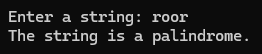 Enter a string: roor
The string is a palindrome.